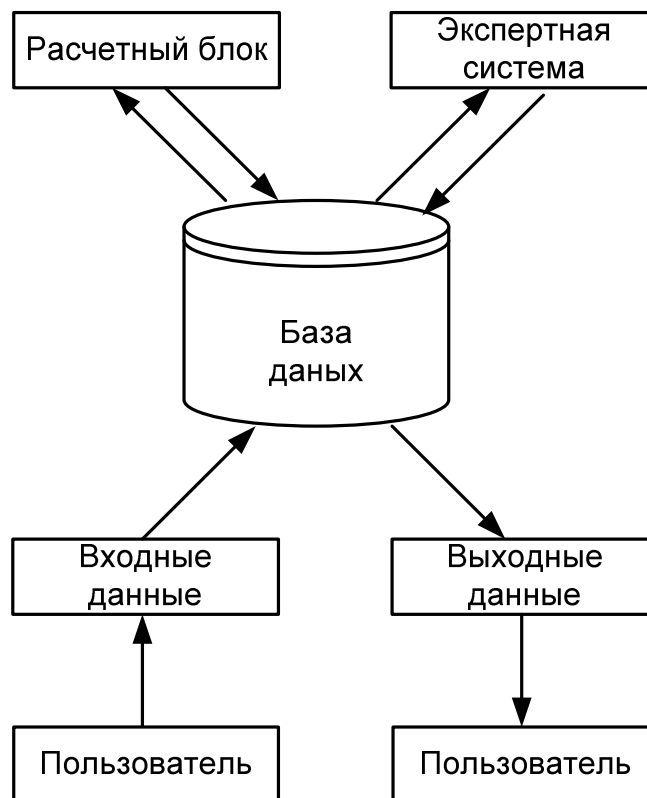 Расчетный блок
Экспертная
система
База
даных
Входные
данные
Выходные
данные
Пользователь
Пользователь